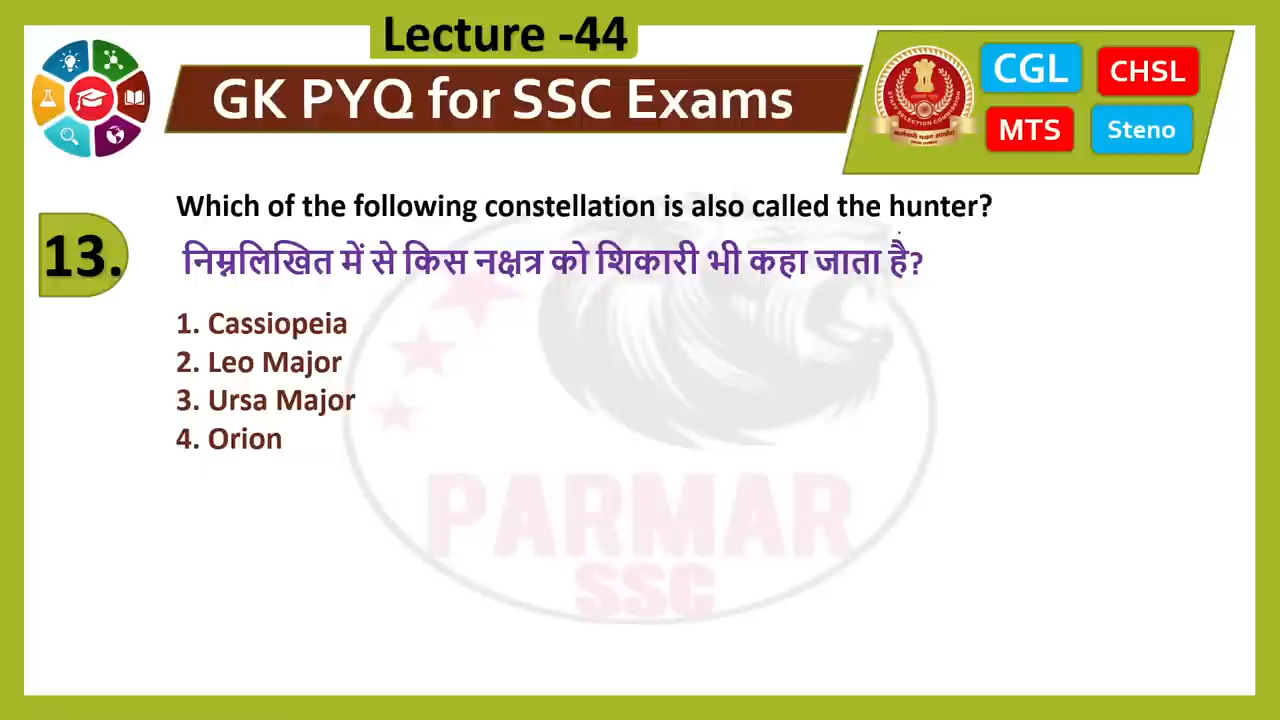 Lecture -44
GK PYQ for SSC Exams
CGL
CHSL
MTS
Steno
13.
Which of the following constellation is also called the hunter?
निम्नलिखित में से किस नक्षत्र को शिकारी भी कहा जाता है?
1. Cassiopeia
2. Leo Major
3. Ursa Major
4. Orion
PARMAR
SSC